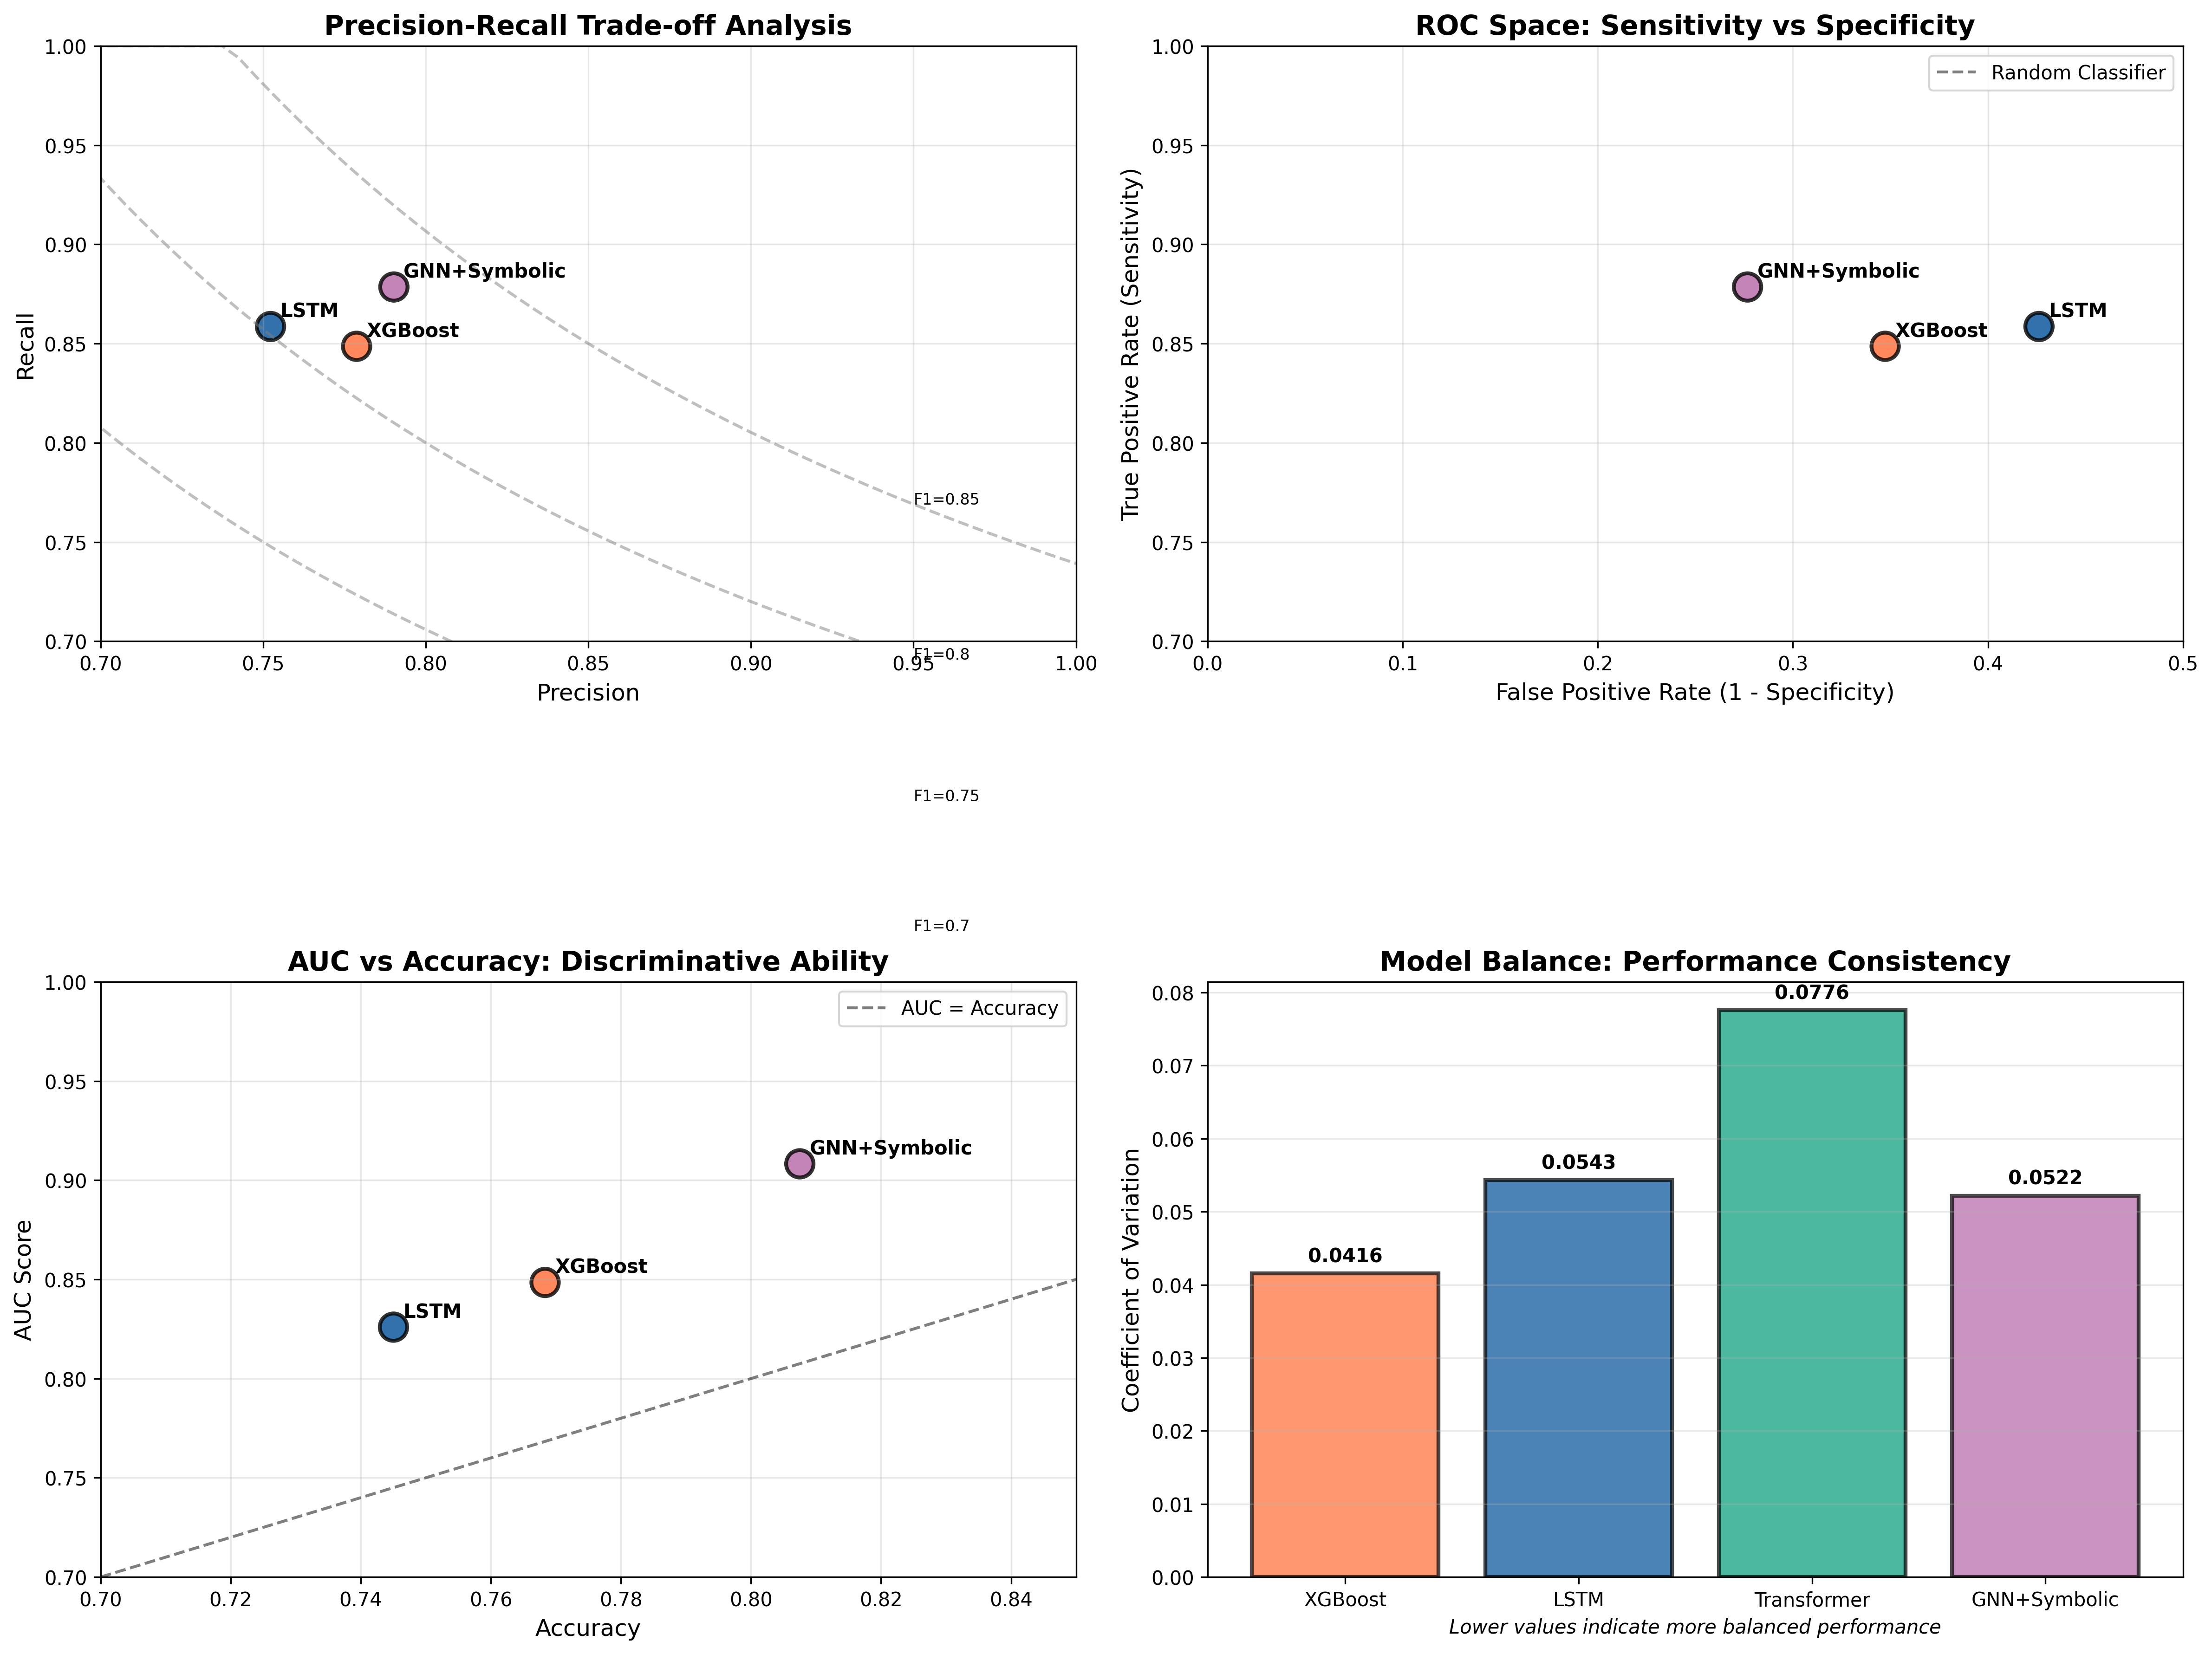 Precision-Recall Trade-off Analysis
1.00
0.95
0.90
0.85
0.80
0.75
0.70
Recall
GNN+Symbolic
LSTM
XGBoost
F1=0.85
F1=0.8
F1=0.75
F1=0.7
0.70 0.75 0.80 0.85 0.90 0.95 1.00
Precision
ROC Space: Sensitivity vs Specificity
Random Classifier
1.00
0.95
0.90
0.85
0.80
0.75
0.70
True Positive Rate (Sensitivity)
GNN+Symbolic
LSTM
XGBoost
0.0 0.1 0.2 0.3 0.4 0.5
False Positive Rate (1 - Specificity)
AUC vs Accuracy: Discriminative Ability
AUC = Accuracy
1.00
0.95
0.90
0.85
0.80
0.75
0.70
AUC Score
GNN+Symbolic
XGBoost
LSTM
0.70 0.72 0.74 0.76 0.78 0.80 0.82 0.84
Accuracy
Model Balance: Performance Consistency
0.08
0.07
0.06
0.05
0.04
0.03
0.02
0.01
0.00
Coefficient of Variation
0.0416
0.0543
0.0776
0.0522
XGBoost LSTM Transformer GNN+Symbolic
Lower values indicate more balanced performance